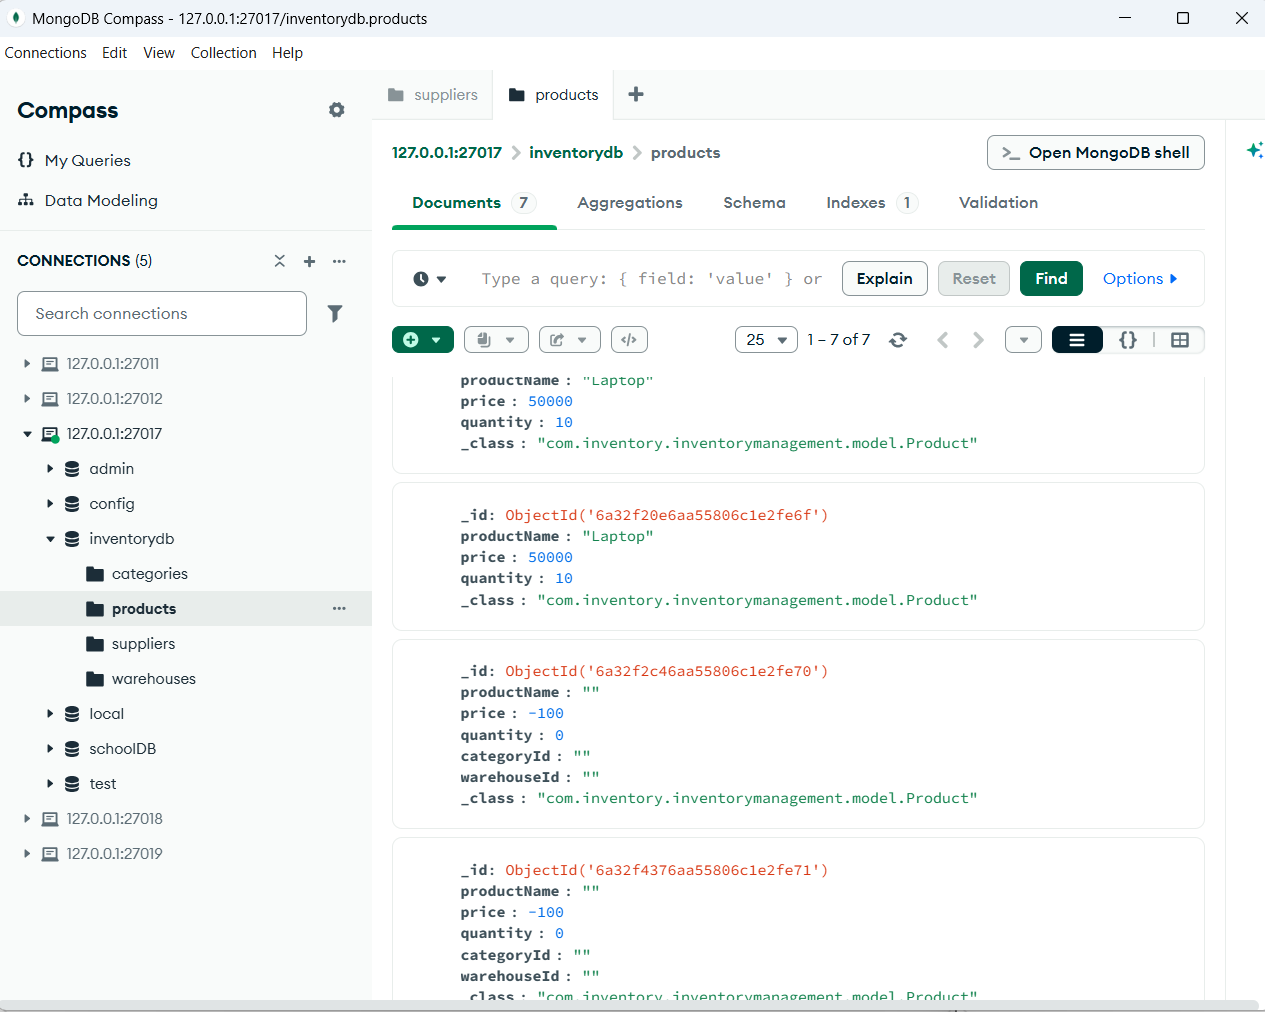 MongoDB Compass - 127.0.0.1:27017/inventorydb.products
Connections Edit View Collection Help
Compass
My Queries
Data Modeling
CONNECTIONS (5)
Search connections
127.0.0.1:27011
127.0.0.1:27012
127.0.0.1:27017
admin
config
inventorydb
categories
products
suppliers
warehouses
local
schoolDB
test
127.0.0.1:27018
127.0.0.1:27019
suppliers
products
127.0.0.1:27017 > inventorydb > products
>_ Open MongoDB shell
Documents 7 Aggregations Schema Indexes 1 Validation
Type a query: { field: 'value' } or
Explain Reset Find Options
25 1 – 7 of 7
productName : "Laptop"
price : 50000
quantity : 10
_class : "com.inventory.inventorymanagement.model.Product"
_id: ObjectId('6a32f20e6aa55806c1e2fe6f')
productName : "Laptop"
price : 50000
quantity : 10
_class : "com.inventory.inventorymanagement.model.Product"
_id: ObjectId('6a32f2c46aa55806c1e2fe70')
productName : ""
price : -100
quantity : 0
categoryId : ""
warehouseId : ""
_class : "com.inventory.inventorymanagement.model.Product"
_id: ObjectId('6a32f4376aa55806c1e2fe71')
productName : ""
price : -100
quantity : 0
categoryId : ""
warehouseId : ""
_class : "com.inventory.inventorymanagement.model.Product"